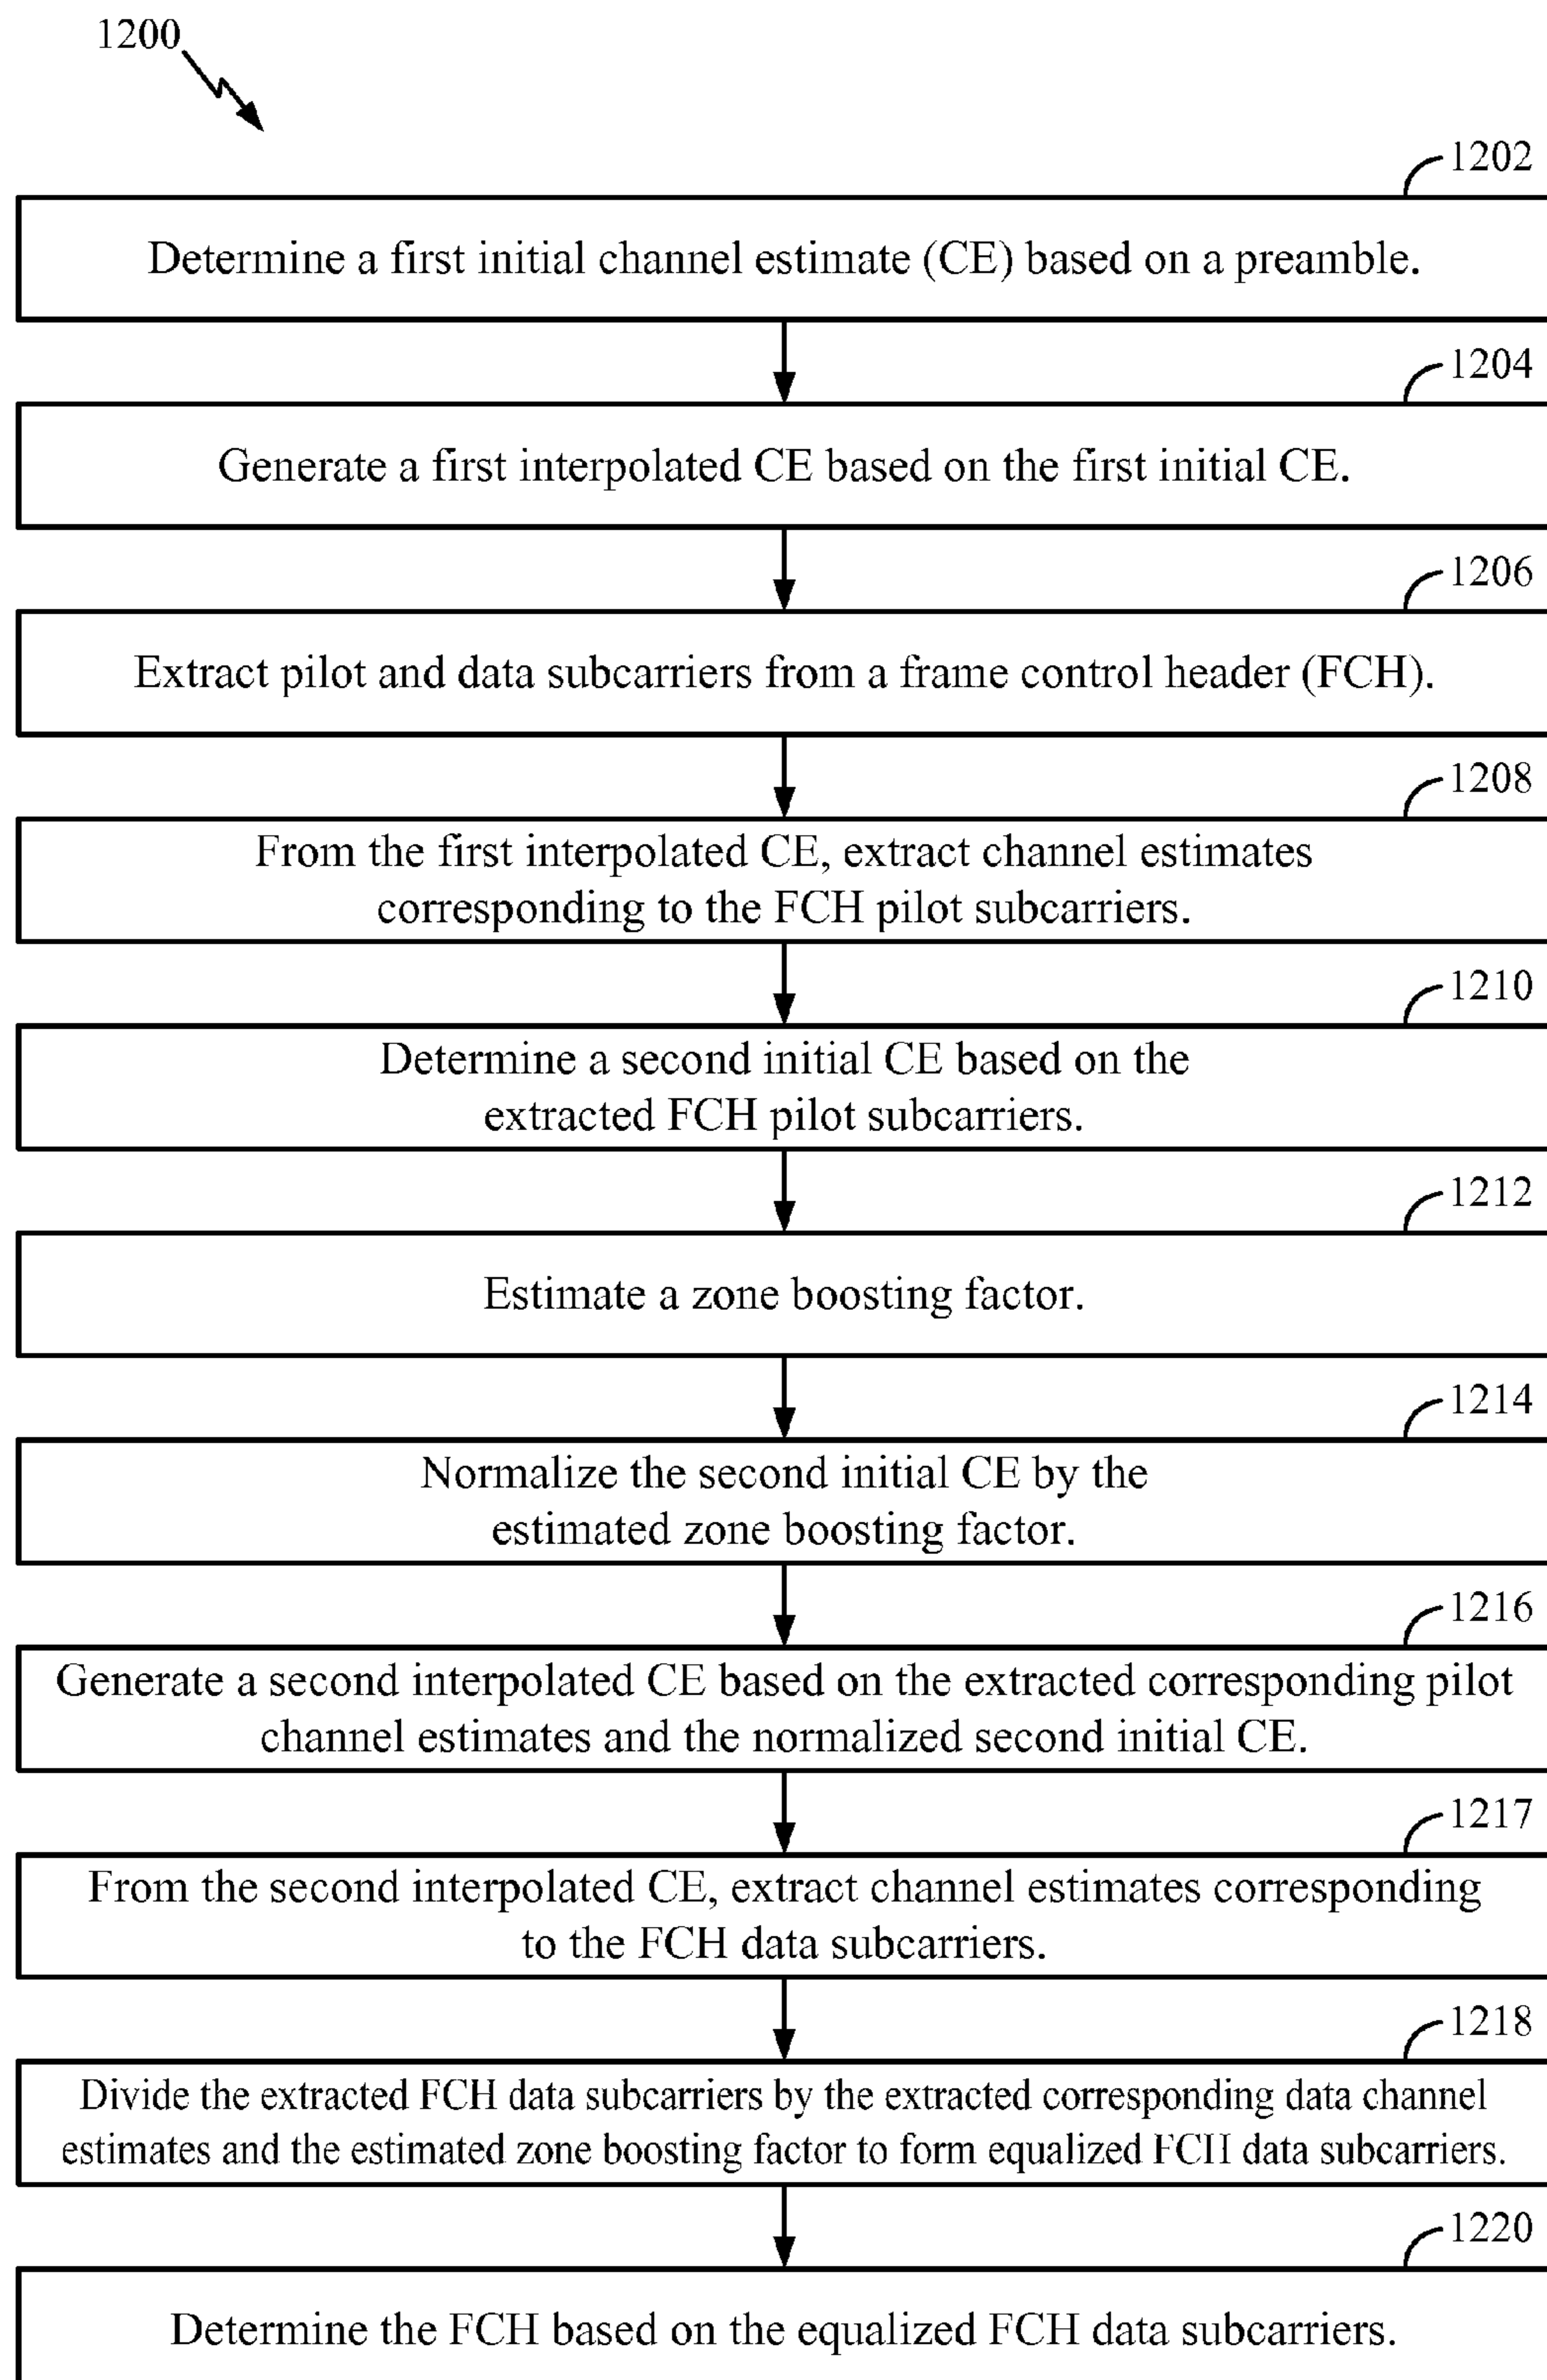 1200
1202
Determine a first initial channel estimate (CE) based on a preamble.
1204
Generate a first interpolated CE based on the first initial CE.
1206
Extract pilot and data subcarriers from a frame control header (FCH).
1208
From the first interpolated CE, extract channel estimates
corresponding to the FCH pilot subcarriers.
1210
Determine a second initial CE based on the
extracted FCH pilot subcarriers.
1212
Estimate a zone boosting factor.
1214
Normalize the second initial CE by the
estimated zone boosting factor.
1216
Generate a second interpolated CE based on the extracted corresponding pilot
channel estimates and the normalized second initial CE.
1217
From the second interpolated CE, extract channel estimates corresponding
to the FCH data subcarriers.
1218
Divide the extracted FCH data subcarriers by the extracted corresponding data channel
estimates and the estimated zone boosting factor to form equalized FCH data subcarriers.
1220
Determine the FCH based on the equalized FCH data subcarriers.